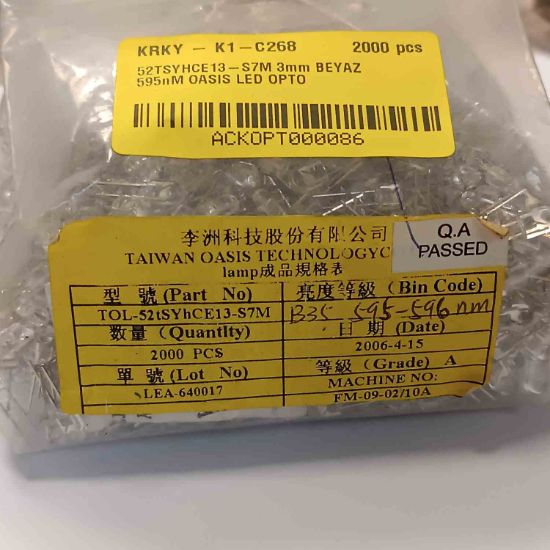 KRKY - K1-C268 2000 pcs
52TSYHCE13-S7M 3mm BEYAZ
595nM OASIS LED OPTO
ACKOPT000086
Q.A
PASSED
李洲科技股份有限公司
TAIWAN OASIS TECHNOLOGY
lamp成品規格表
型 號 (Part No) 亮度等級 (Bin Code)
TOL-52tSYhCE13-S7M B35 595-596 nm
數量 (Quantity) 日 期 (Date)
2000 PCS 2006-4-15
單 號 (Lot No) 等級 (Grade) A
LEA-640017 MACHINE NO:
FM-09-02/10A